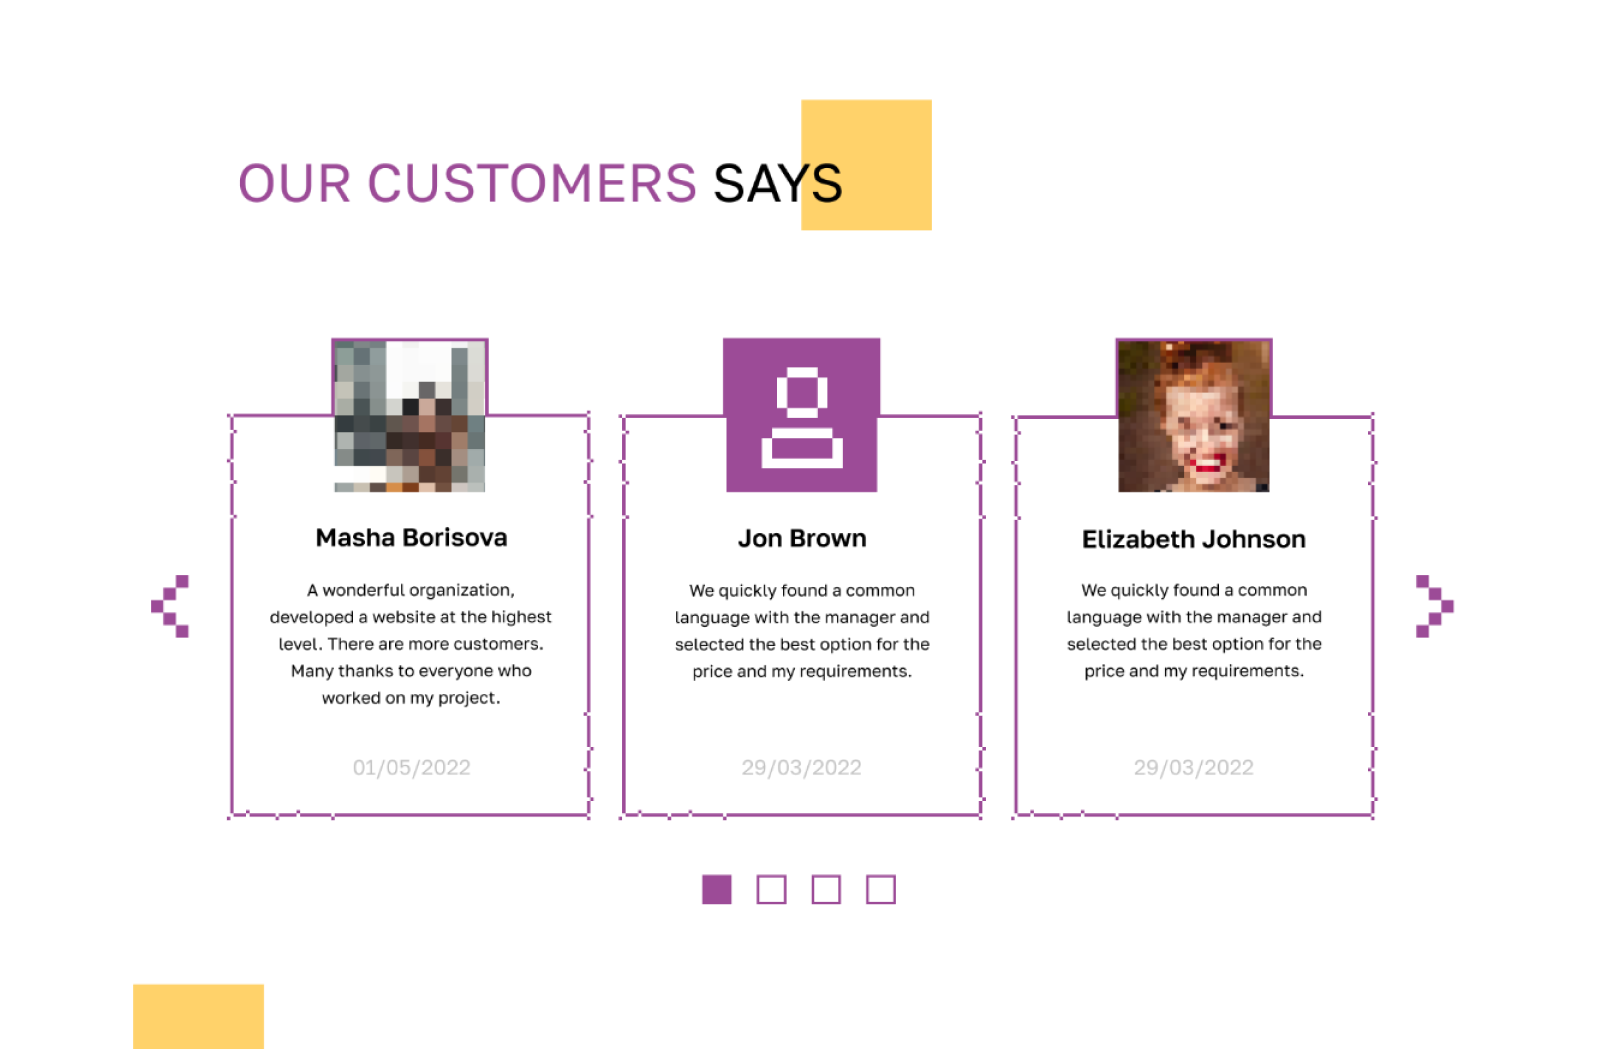 OUR CUSTOMERS SAYS
Masha Borisova
A wonderful organization,
developed a website at the highest
level. There are more customers.
Many thanks to everyone who
worked on my project.
01/05/2022
Jon Brown
We quickly found a common
language with the manager and
selected the best option for the
price and my requirements.
29/03/2022
Elizabeth Johnson
We quickly found a common
language with the manager and
selected the best option for the
price and my requirements.
29/03/2022